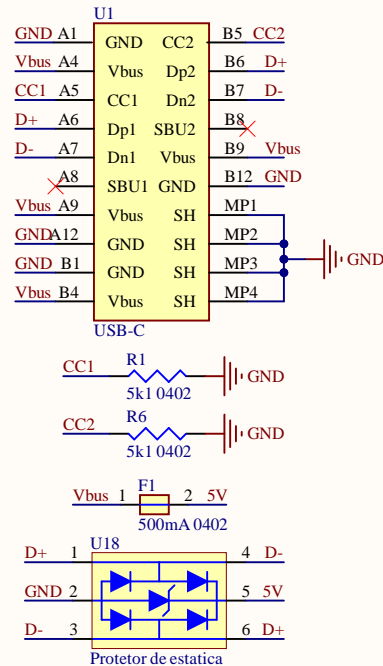 U1
GND A1 GND CC2 B5 CC2
Vbus A4 Vbus Dp2 B6 D+
CC1 A5 CC1 Dn2 B7 D-
D+ A6 Dp1 SBU2 B8
D- A7 Dn1 Vbus B9 Vbus
A8 SBU1 GND B12 GND
Vbus A9 Vbus SH MP1
GND A12 GND SH MP2
GND B1 GND SH MP3 GND
Vbus B4 Vbus SH MP4
USB-C
CC1 R1 GND
5k1 0402
CC2 R6 GND
5k1 0402
F1
Vbus 1 2 5V
500mA 0402
U18
D+ 1 4 D-
GND 2 5 5V
D- 3 6 D+
Protetor de estatica